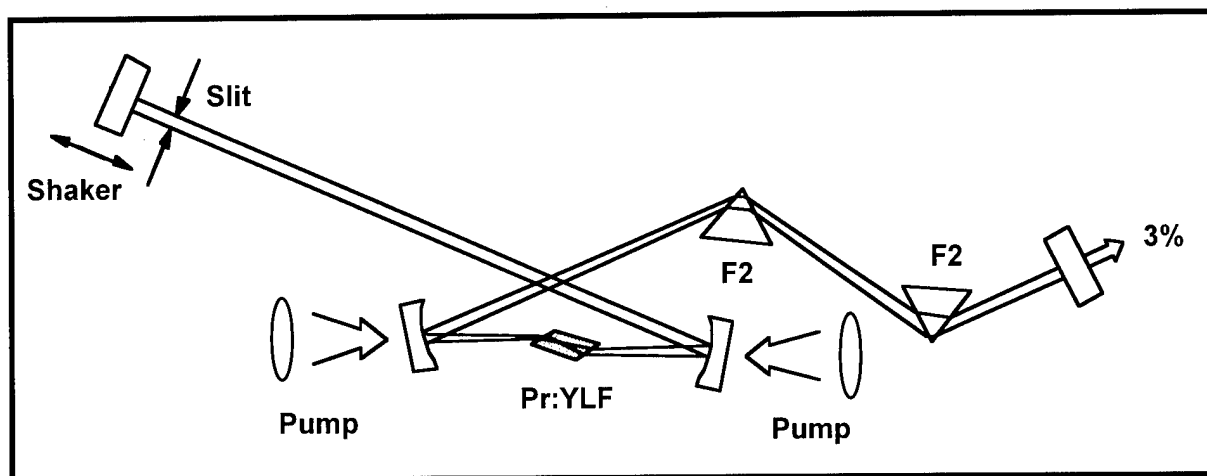 Slit
Shaker
3%
F2
F2
Pr:YLF
Pump
Pump